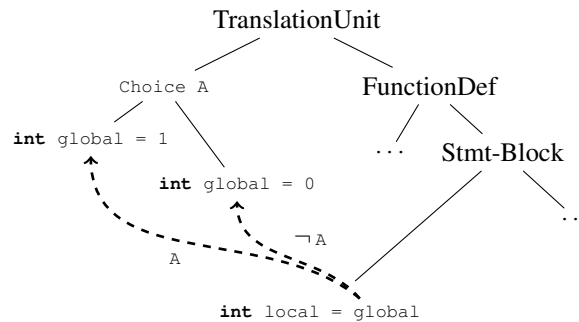 TranslationUnit
Choice A
FunctionDef
int global = 1
...
Stmt-Block
int global = 0
..
¬A
A
int local = global